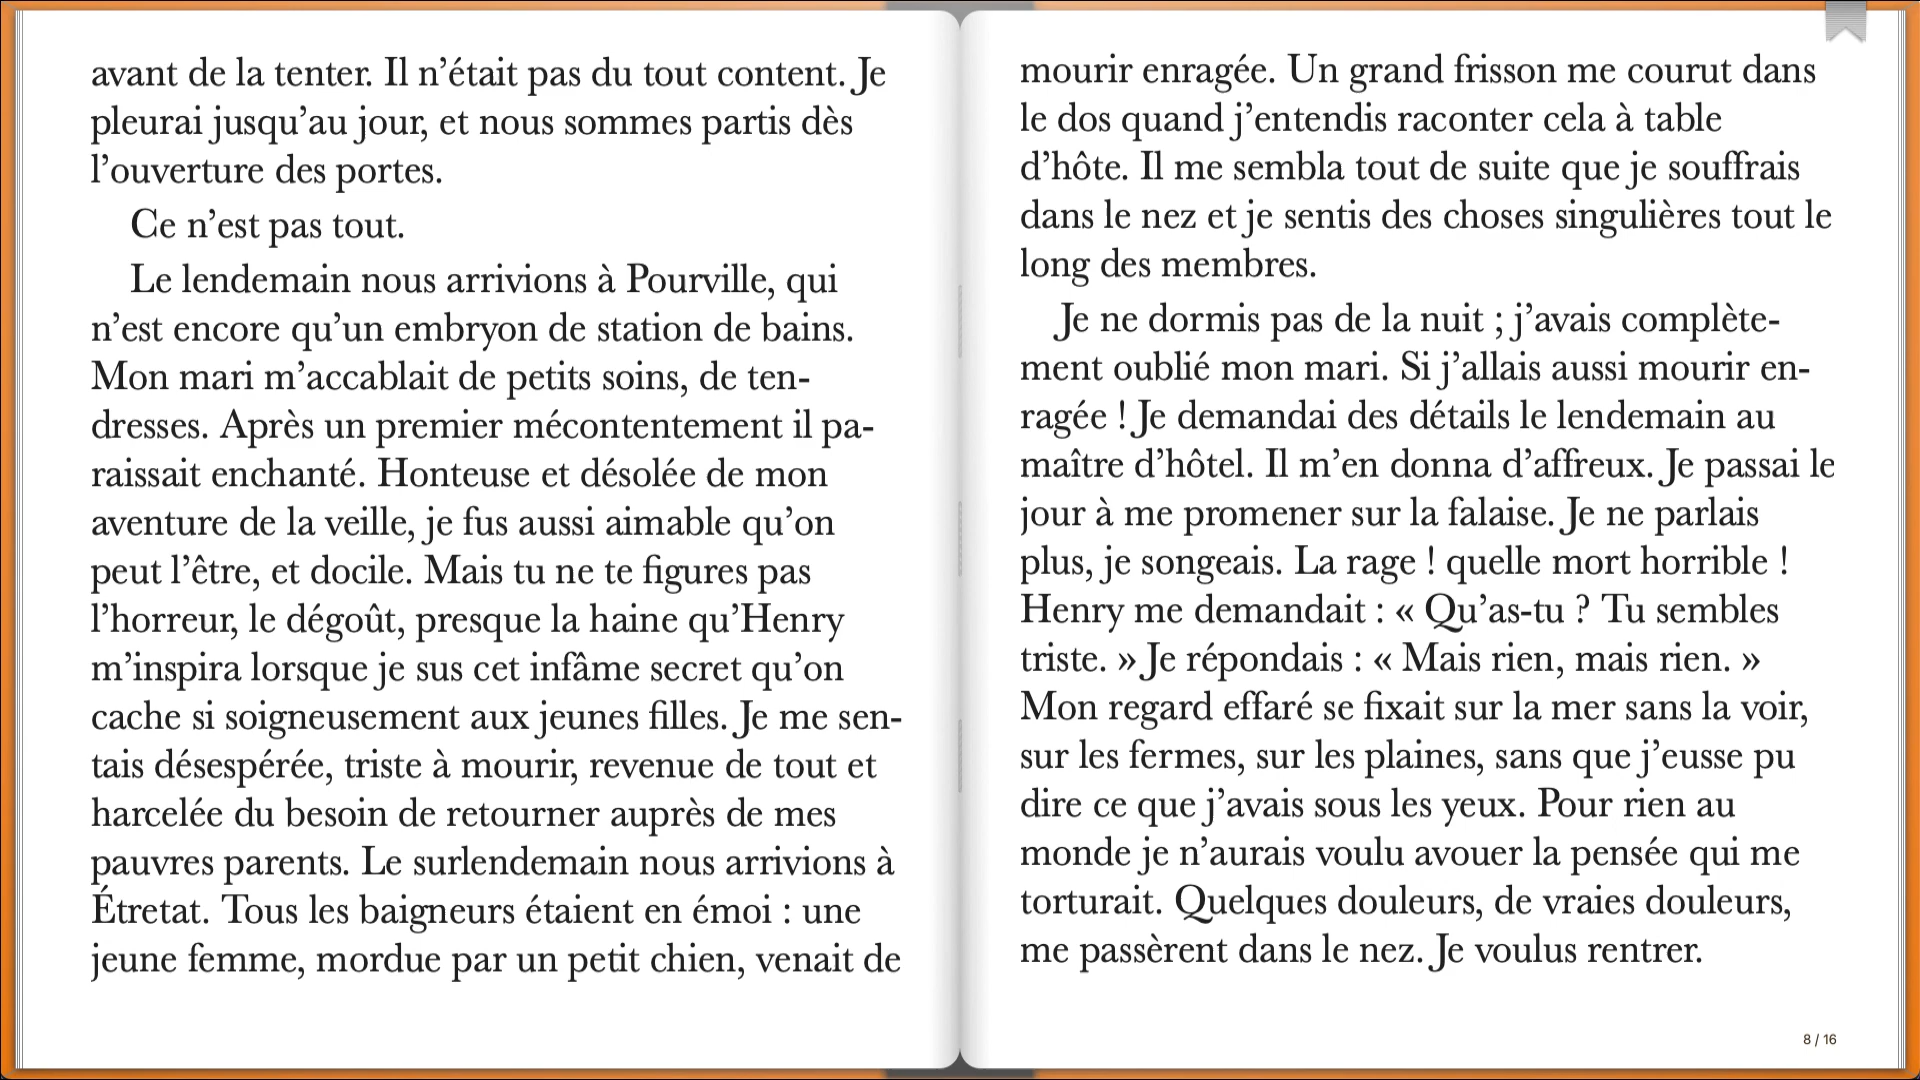 avant de la tenter. Il n’était pas du tout content. Je
pleurai jusqu’au jour, et nous sommes partis dès
l’ouverture des portes.
Ce n’est pas tout.
Le lendemain nous arrivions à Pourville, qui
n’est encore qu’un embryon de station de bains.
Mon mari m’accablait de petits soins, de ten-
dresses. Après un premier mécontentement il pa-
raissait enchanté. Honteuse et désolée de mon
aventure de la veille, je fus aussi aimable qu’on
peut l’être, et docile. Mais tu ne te figures pas
l’horreur, le dégoût, presque la haine qu’Henry
m’inspira lorsque je sus cet infâme secret qu’on
cache si soigneusement aux jeunes filles. Je me sen-
tais désespérée, triste à mourir, revenue de tout et
harcelée du besoin de retourner auprès de mes
pauvres parents. Le surlendemain nous arrivions à
Étretat. Tous les baigneurs étaient en émoi : une
jeune femme, mordue par un petit chien, venait de
mourir enragée. Un grand frisson me courut dans
le dos quand j’entendis raconter cela à table
d’hôte. Il me sembla tout de suite que je souffrais
dans le nez et je sentis des choses singulières tout le
long des membres.
Je ne dormis pas de la nuit ; j’avais complète-
ment oublié mon mari. Si j’allais aussi mourir en-
ragée ! Je demandai des détails le lendemain au
maître d’hôtel. Il m’en donna d’affreux. Je passai le
jour à me promener sur la falaise. Je ne parlais
plus, je songeais. La rage ! quelle mort horrible !
Henry me demandait : « Qu’as-tu ? Tu sembles
triste. » Je répondais : « Mais rien, mais rien. »
Mon regard effaré se fixait sur la mer sans la voir,
sur les fermes, sur les plaines, sans que j’eusse pu
dire ce que j’avais sous les yeux. Pour rien au
monde je n’aurais voulu avouer la pensée qui me
torturait. Quelques douleurs, de vraies douleurs,
me passèrent dans le nez. Je voulus rentrer.
8 / 16